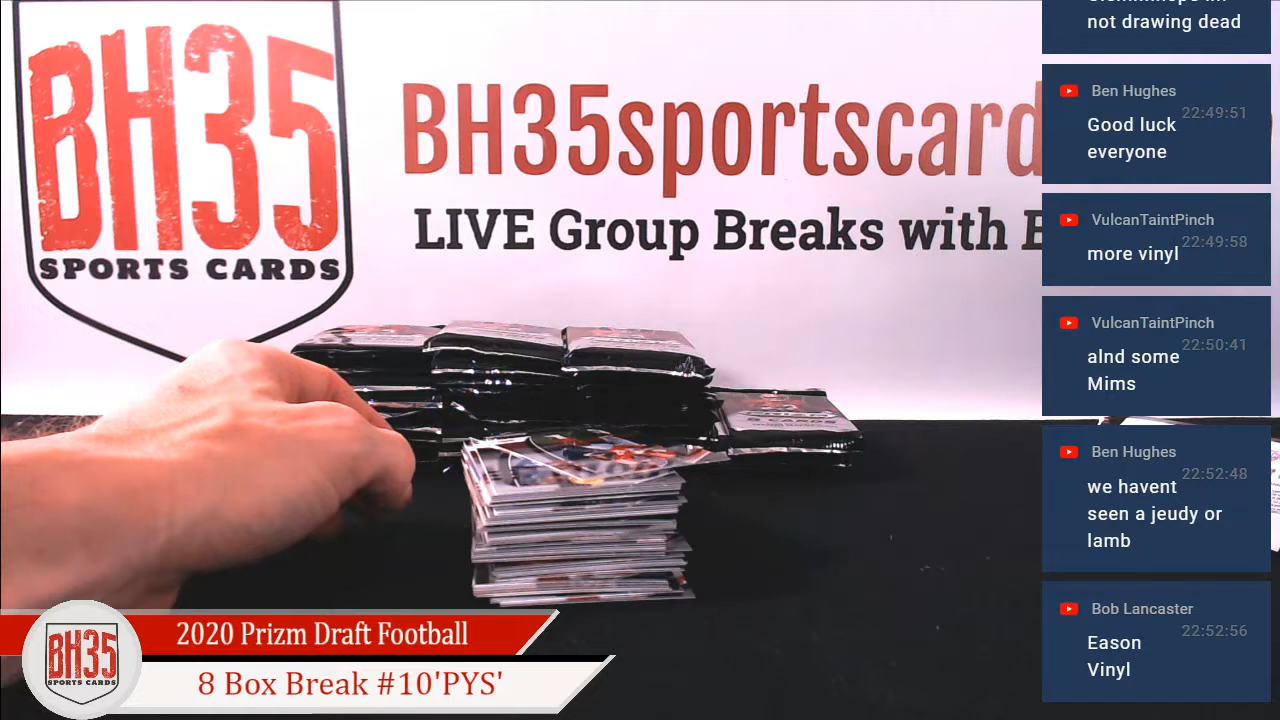 BH35
SPORTS CARDS
BH35sportscard
LIVE Group Breaks with
not drawing dead
Ben Hughes
22:49:51
Good luck
everyone
VulcanTaintPinch
22:49:58
more vinyl
VulcanTaintPinch
22:50:41
alnd some
Mims
Ben Hughes
22:52:48
we havent
seen a jeudy or
lamb
Bob Lancaster
22:52:56
Eason
Vinyl
CARDS
BH35
SPORTS CARDS
2020 Prizm Draft Football
8 Box Break #10'PYS'